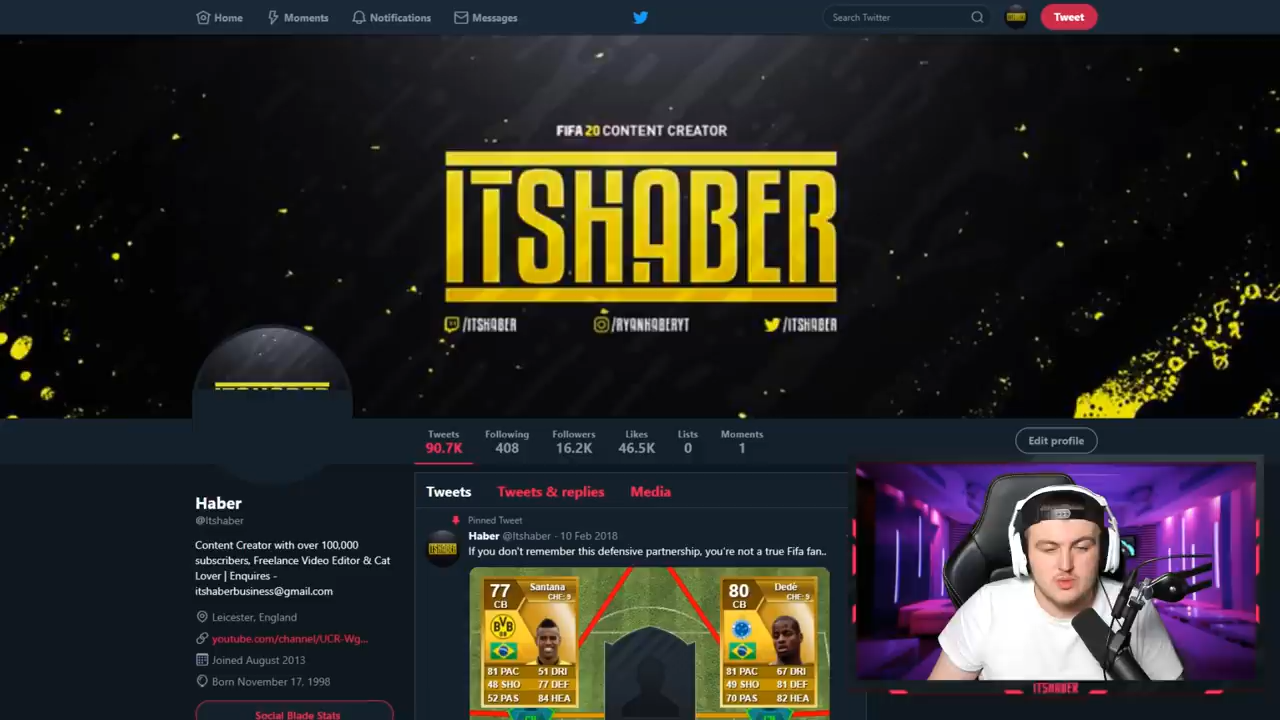 Home
Moments
Notifications
Messages
Search Twitter
Tweet
FIFA 20 CONTENT CREATOR
ITSHABER
/ITSHABER
/RYANHABERYT
/ITSHABER
Tweets
90.7K
Following
408
Followers
16.2K
Likes
46.5K
Lists
0
Moments
1
Edit profile
Haber
@Itshaber
Content Creator with over 100,000
subscribers, Freelance Video Editor & Cat
Lover | Enquires -
itshaberbusiness@gmail.com
Leicester, England
youtube.com/channel/UCR-Wg...
Joined August 2013
Born November 17, 1998
Social Blade Stats
Tweets
Tweets & replies
Media
Pinned Tweet
Haber @Itshaber · 10 Feb 2018
If you don't remember this defensive partnership, you're not a true Fifa fan..
77
CB
Santana
CHE: 9
BVB
09
81 PAC 51 DRI
48 SHO 77 DEF
52 PAS 84 HEA
80
CB
Dedé
CHE: 9
81 PAC 67 DRI
49 SHO 81 DEF
70 PAS 82 HEA
ITSHABER